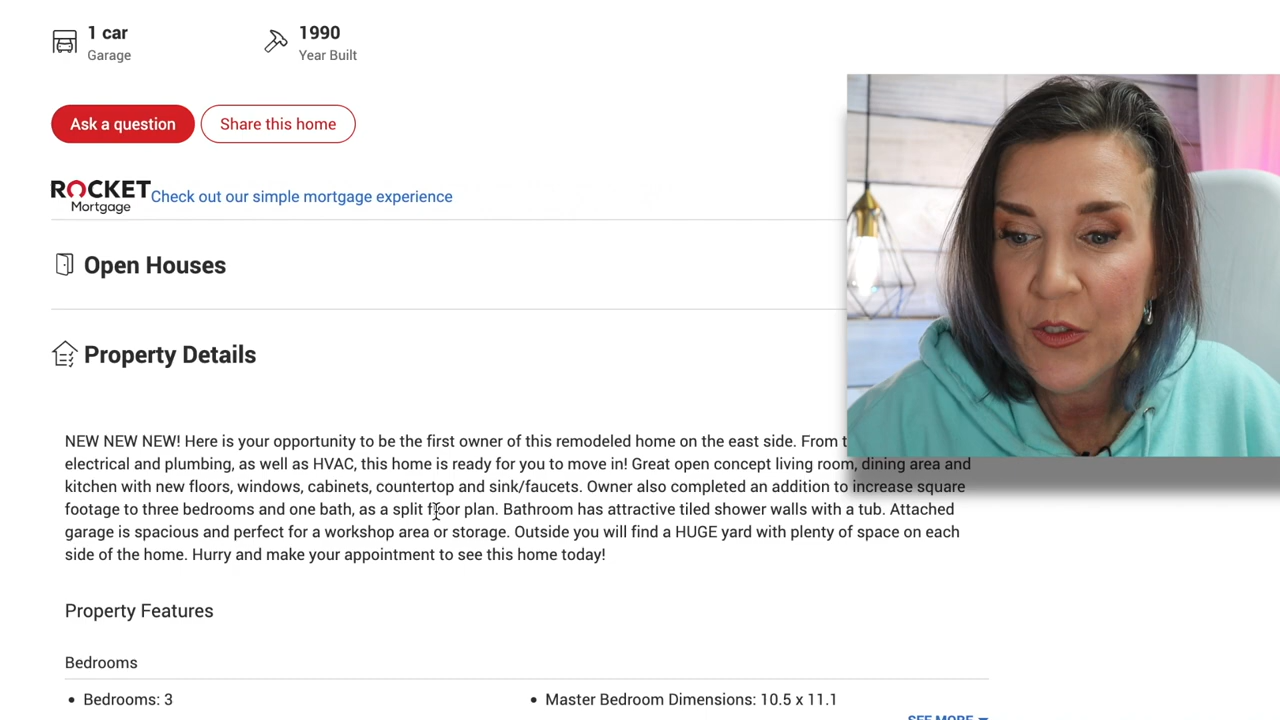 1 car
Garage
1990
Year Built
Ask a question
Share this home
ROCKET
Mortgage
Check out our simple mortgage experience
Open Houses
Property Details
NEW NEW NEW! Here is your opportunity to be the first owner of this remodeled home on the east side. From
electrical and plumbing, as well as HVAC, this home is ready for you to move in! Great open concept living room, dining area and
kitchen with new floors, windows, cabinets, countertop and sink/faucets. Owner also completed an addition to increase square
footage to three bedrooms and one bath, as a split floor plan. Bathroom has attractive tiled shower walls with a tub. Attached
garage is spacious and perfect for a workshop area or storage. Outside you will find a HUGE yard with plenty of space on each
side of the home. Hurry and make your appointment to see this home today!
Property Features
Bedrooms
• Bedrooms: 3
• Master Bedroom Dimensions: 10.5 x 11.1
SEE MORE